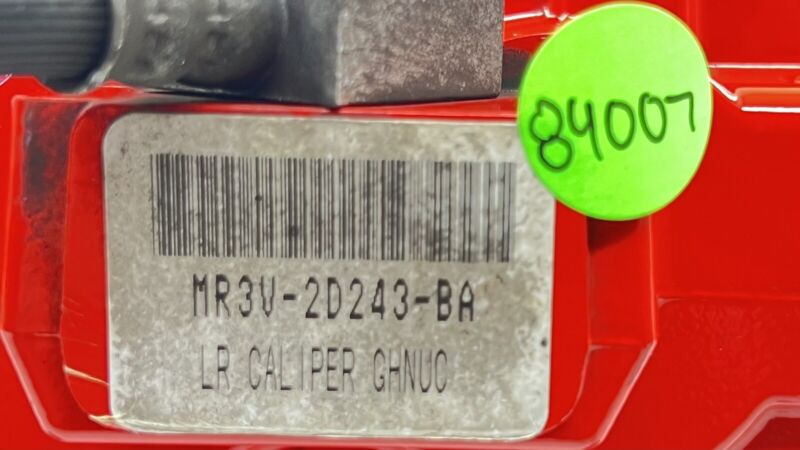 84007
MR3V-2D243-BA
LR CALIPER GHNUC